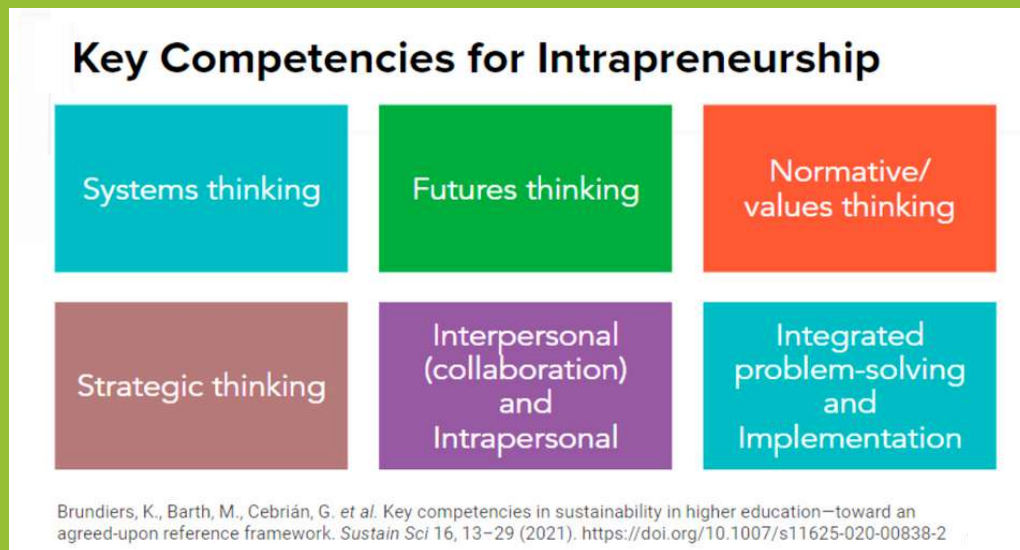 Key Competencies for Intrapreneurship
Systems thinking
Futures thinking
Normative/
values thinking
Strategic thinking
Interpersonal
(collaboration)
and
Intrapersonal
Integrated
problem-solving
and
Implementation
Brundiers, K., Barth, M., Cebrián, G. et al. Key competencies in sustainability in higher education—toward an
agreed-upon reference framework. Sustain Sci 16, 13–29 (2021). https://doi.org/10.1007/s11625-020-00838-2